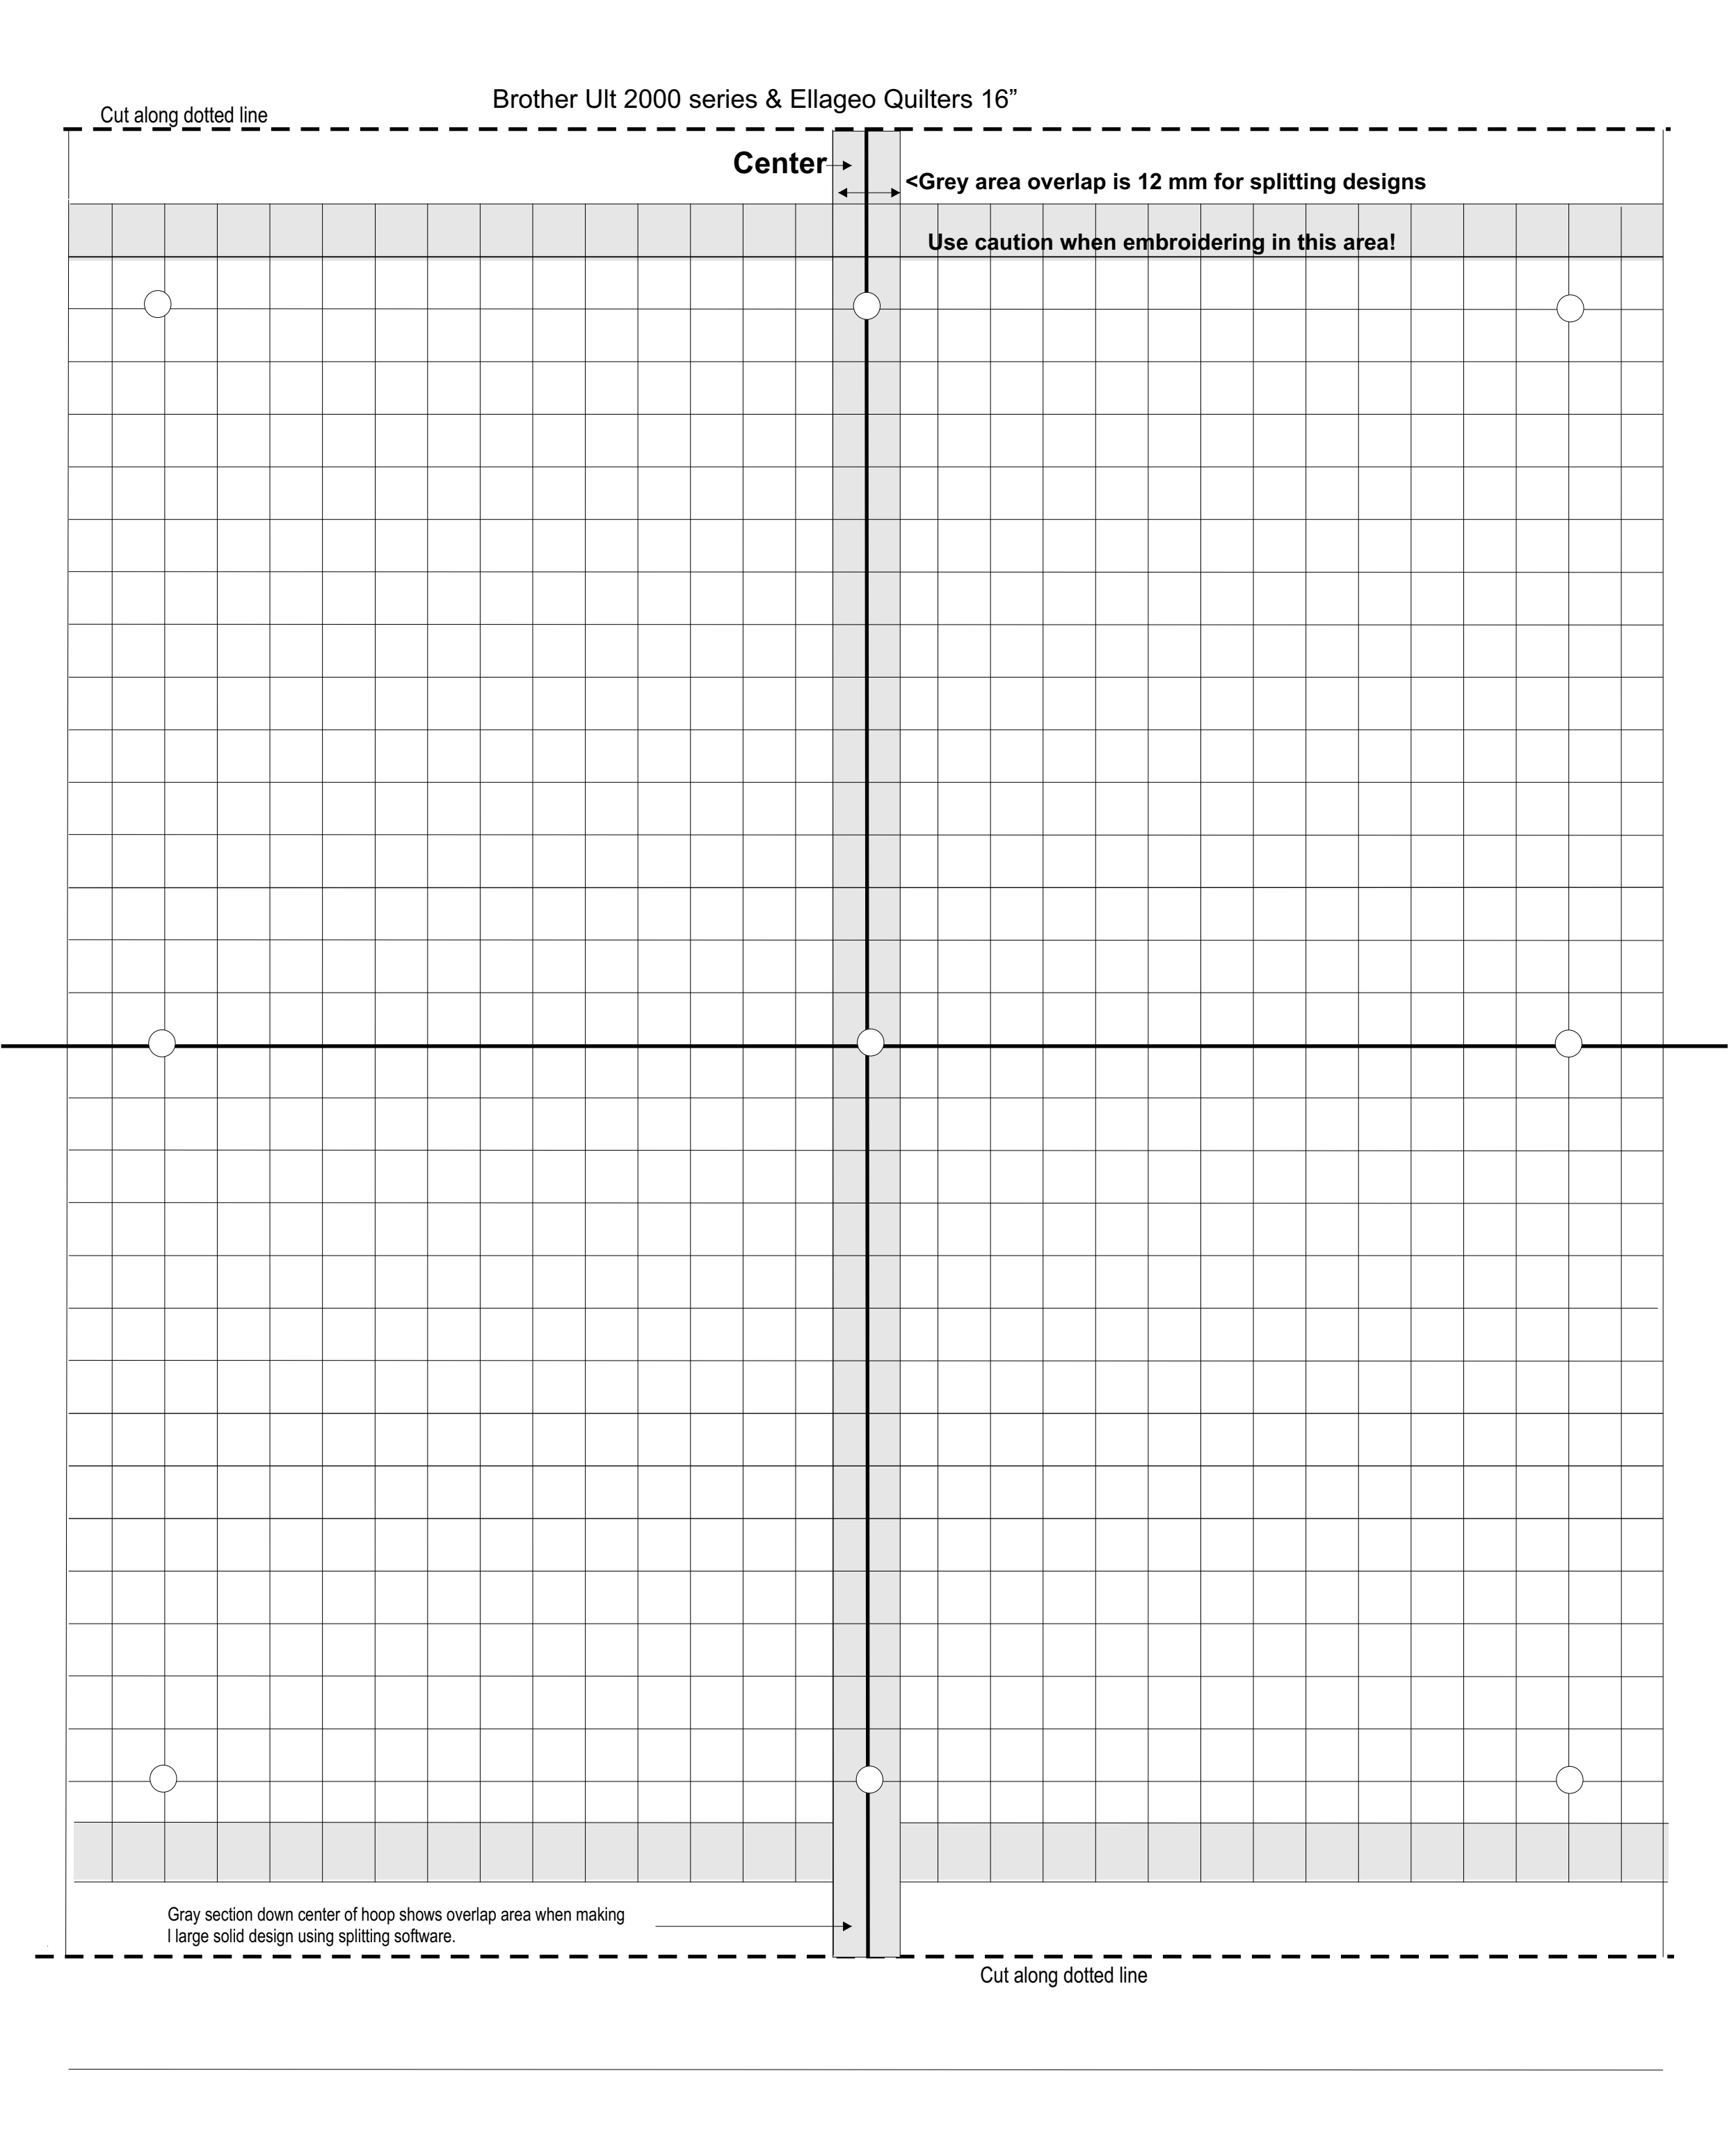 Brother Ult 2000 series & Ellageo Quilters 16”
Cut along dotted line
Center
<Grey area overlap is 12 mm for splitting designs
Use caution when embroidering in this area!
Gray section down center of hoop shows overlap area when making
l large solid design using splitting software.
Cut along dotted line